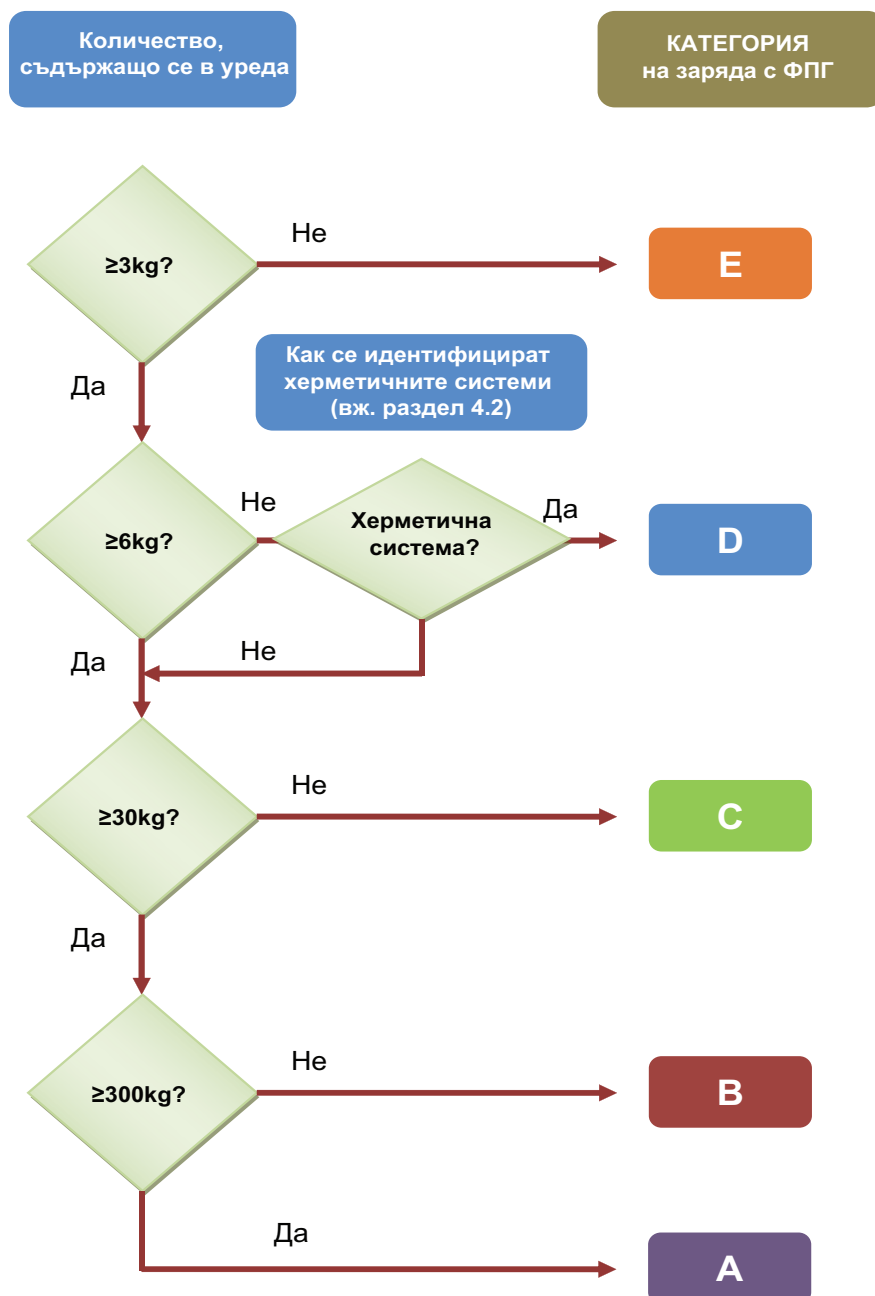 Количество,
съдържащо се в уреда
КАТЕГОРИЯ
на заряда с ФПГ
≥3kg?
Не
E
Да
Как се идентифицират
херметичните системи
(вж. раздел 4.2)
≥6kg?
Не
Херметична
система?
Да
D
Да
Не
≥30kg?
Не
C
Да
≥300kg?
Не
B
Да
A